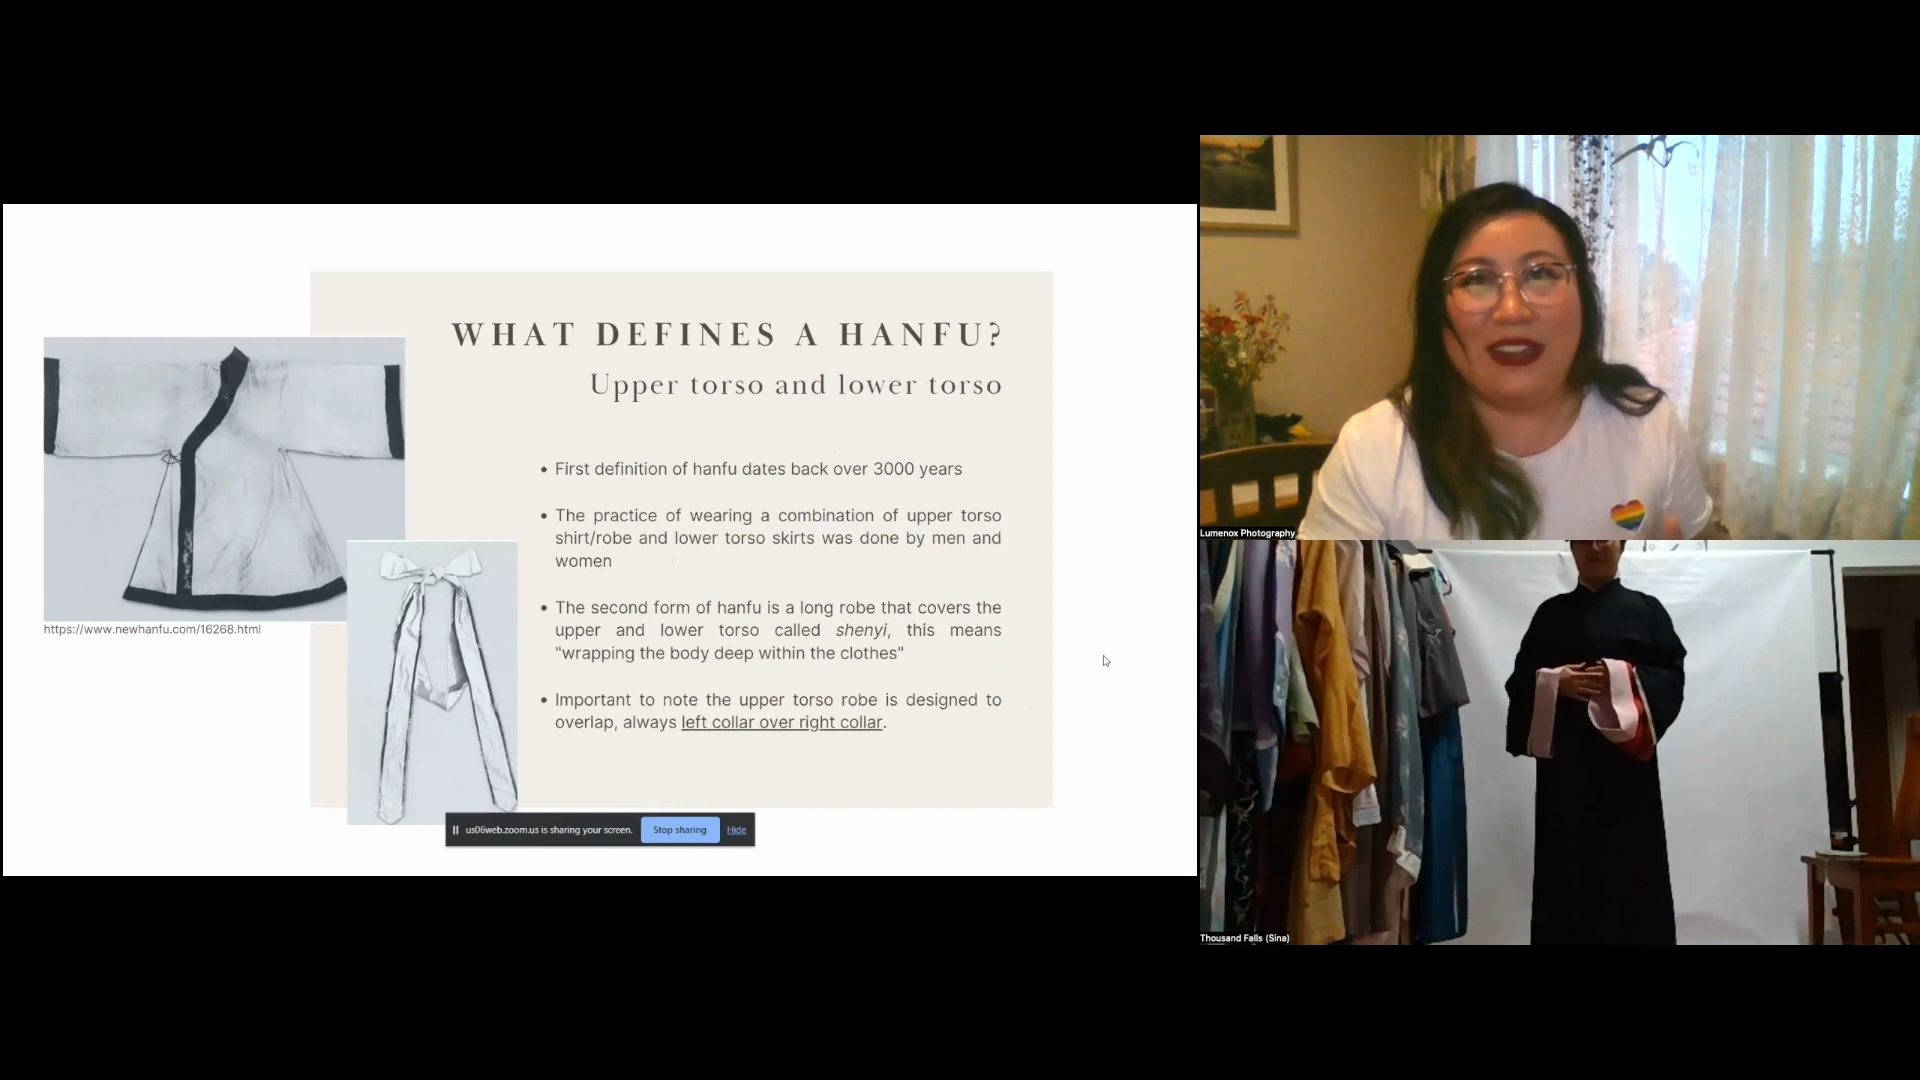 WHAT DEFINES A HANFU?
Upper torso and lower torso
• First definition of hanfu dates back over 3000 years
• The practice of wearing a combination of upper torso
shirt/robe and lower torso skirts was done by men and
women
• The second form of hanfu is a long robe that covers the
upper and lower torso called shenyi, this means
"wrapping the body deep within the clothes"
• Important to note the upper torso robe is designed to
overlap, always left collar over right collar.
https://www.newhanfu.com/16268.html
us06web.zoom.us is sharing your screen. Stop sharing Hide
Lumenox Photography
Thousand Falls (Sina)